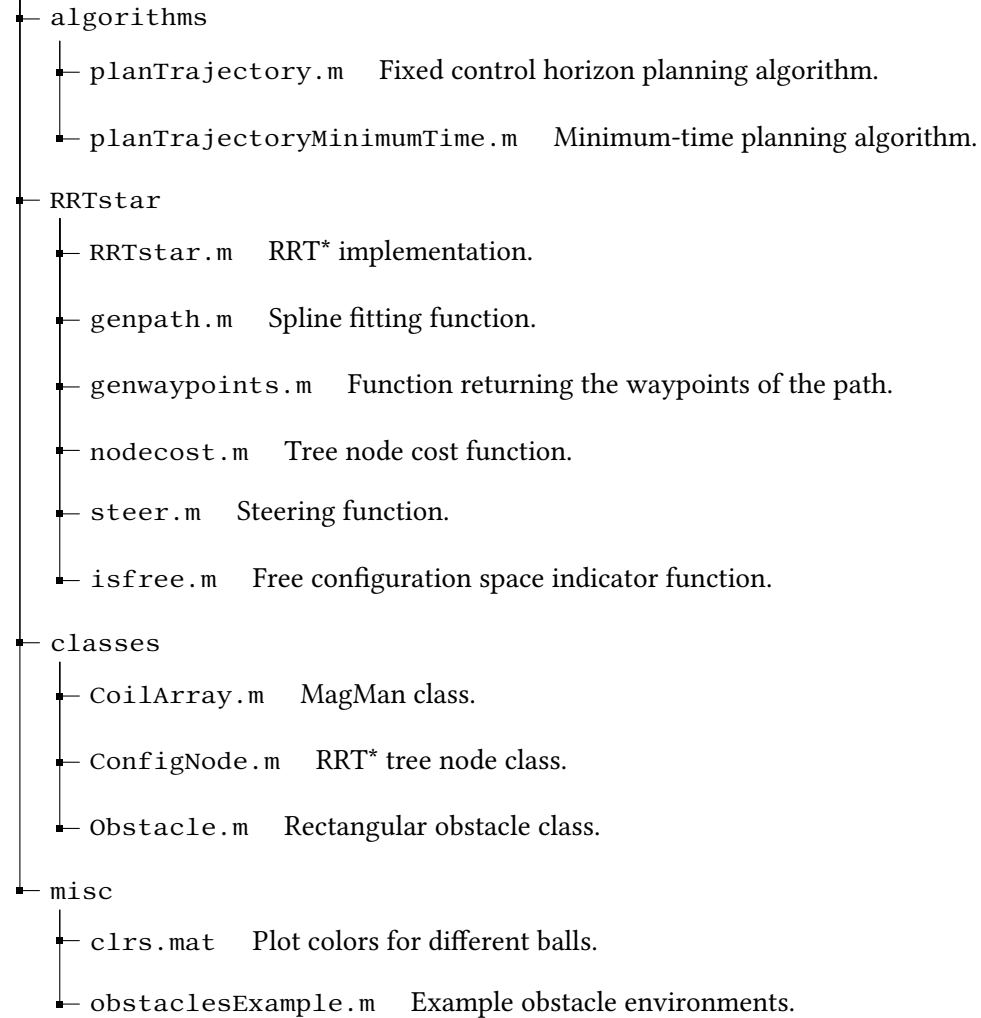 algorithms
planTrajectory.m Fixed control horizon planning algorithm.
planTrajectoryMinimumTime.m Minimum-time planning algorithm.
RRTstar
RRTstar.m RRT* implementation.
genpath.m Spline fitting function.
genwaypoints.m Function returning the waypoints of the path.
nodecost.m Tree node cost function.
steer.m Steering function.
isfree.m Free configuration space indicator function.
classes
CoilArray.m MagMan class.
ConfigNode.m RRT* tree node class.
Obstacle.m Rectangular obstacle class.
misc
clrs.mat Plot colors for different balls.
obstaclesExample.m Example obstacle environments.